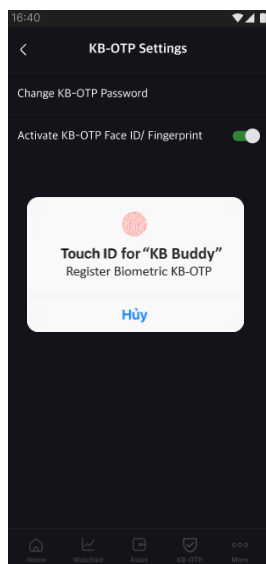 16:40
KB-OTP Settings
Change KB-OTP Password
Activate KB-OTP Face ID/ Fingerprint
Touch ID for “KB Buddy”
Register Biometric KB-OTP
Hủy
Home
Watchlist
Asset
KB-OTP
More